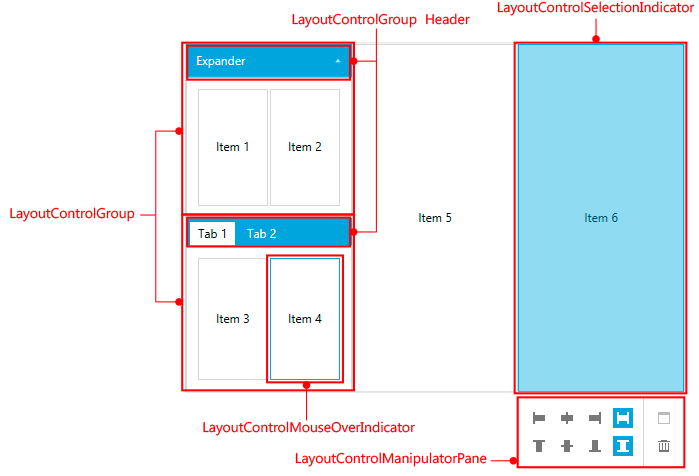 LayoutControlSelectionIndicator
LayoutControlGroup Header
Expander
Item 1
Item 2
LayoutControlGroup
Item 5
Item 6
Tab 1
Tab 2
Item 3
Item 4
LayoutControlMouseOverIndicator
LayoutControlManipulatorPane